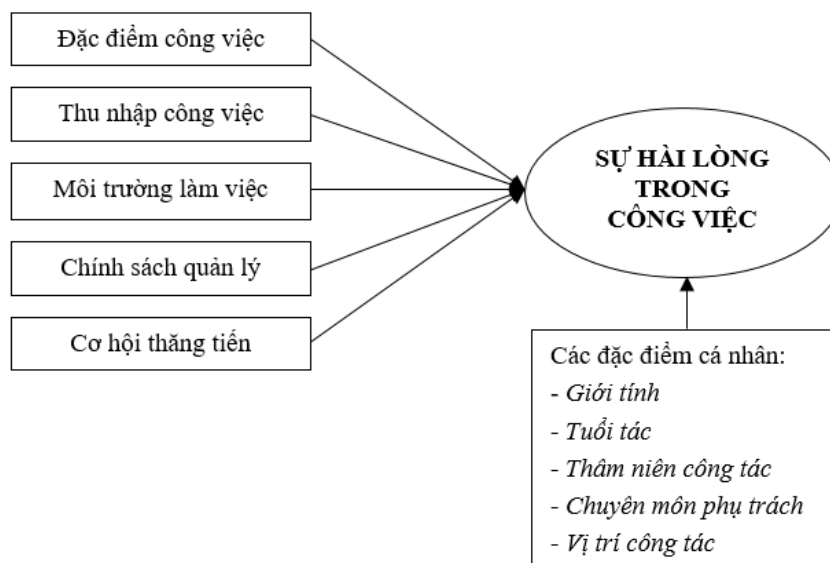 Đặc điểm công việc
Thu nhập công việc
Môi trường làm việc
Chính sách quản lý
Cơ hội thăng tiến
SỰ HÀI LÒNG
TRONG
CÔNG VIỆC
Các đặc điểm cá nhân:
- Giới tính
- Tuổi tác
- Thâm niên công tác
- Chuyên môn phụ trách
- Vị trí công tác